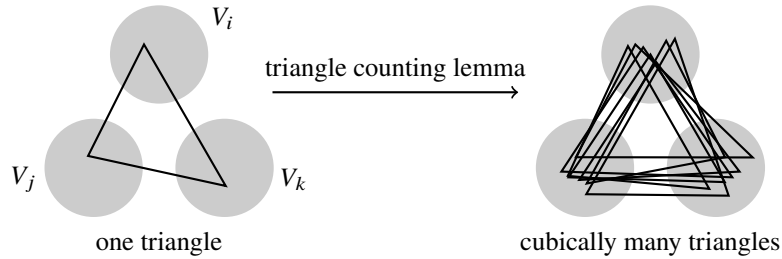 V_i
triangle counting lemma
V_j
V_k
one triangle
cubically many triangles